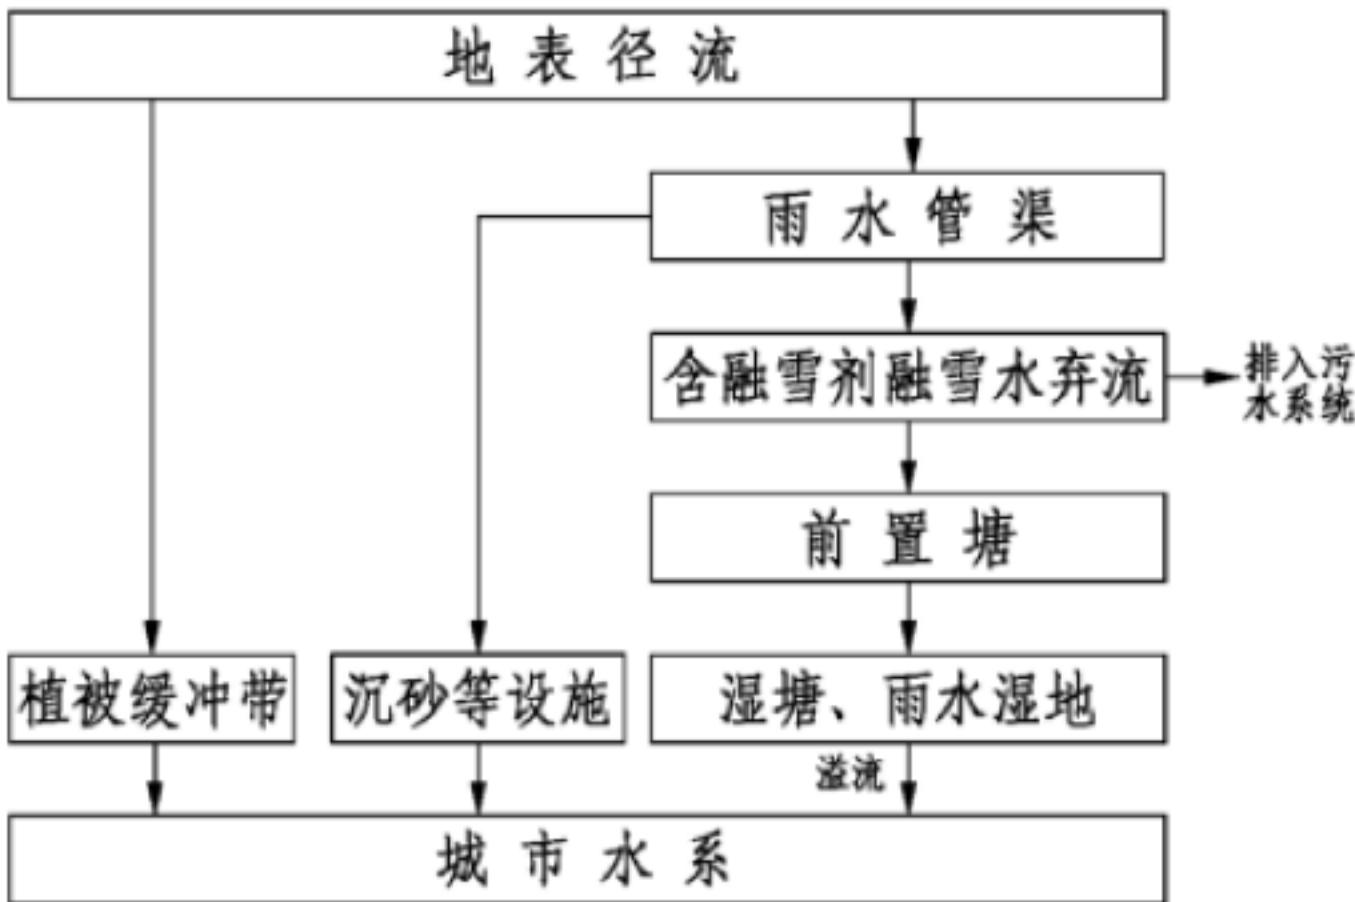 地表径流
雨水管渠
含融雪剂融雪水弃流
排入污
水系统
前置塘
植被缓冲带
沉砂等设施
湿塘、雨水湿地
溢流
城市水系